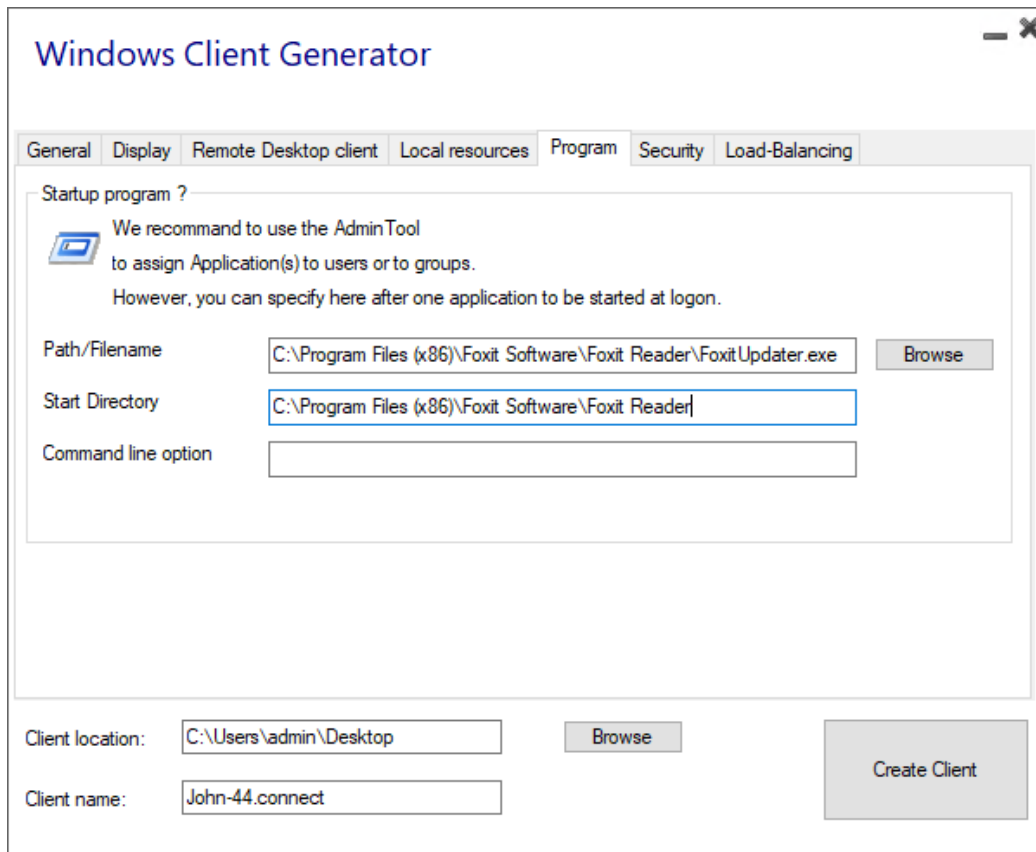 Windows Client Generator
General Display Remote Desktop client Local resources Program Security Load-Balancing
Startup program ?
We recommand to use the AdminTool
to assign Application(s) to users or to groups.
However, you can specify here after one application to be started at logon.
Path/Filename C:\Program Files (x86)\Foxit Software\Foxit Reader\FoxitUpdater.exe Browse
Start Directory C:\Program Files (x86)\Foxit Software\Foxit Reader
Command line option
Client location: C:\Users\admin\Desktop Browse
Create Client
Client name: John-44.connect